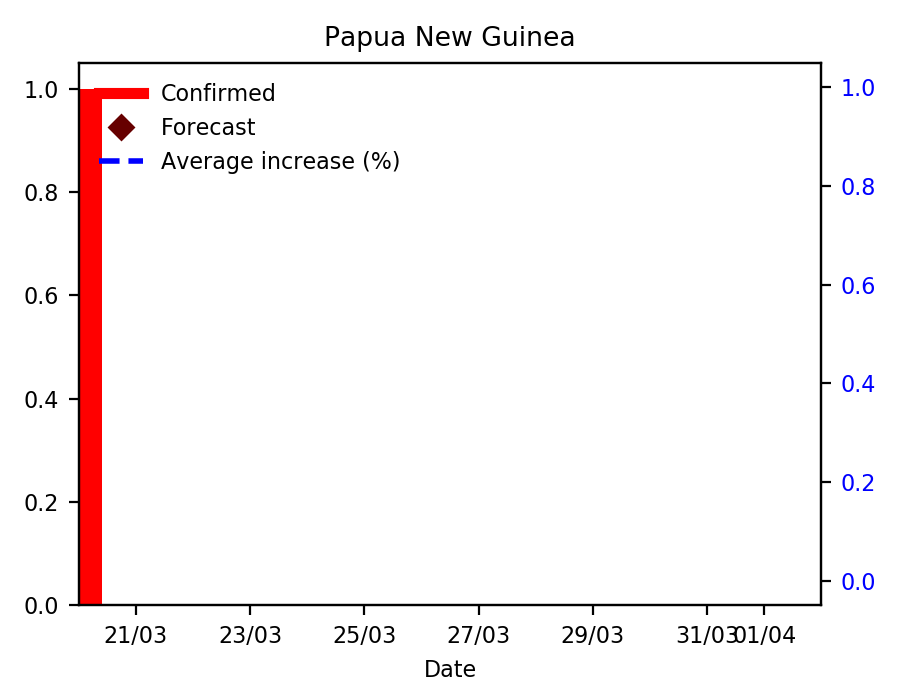 Papua New Guinea
Confirmed
Forecast
Average increase (%)
1.0
0.8
0.6
0.4
0.2
0.0
1.0
0.8
0.6
0.4
0.2
0.0
21/03 23/03 25/03 27/03 29/03 31/03 01/04
Date